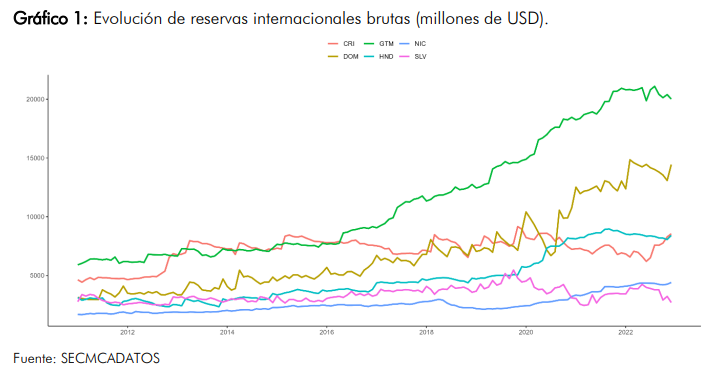 Gráfico 1: Evolución de reservas internacionales brutas (millones de USD).
CRI GTM NIC
DOM HND SLV
20000
15000
10000
5000
2012 2014 2016 2018 2020 2022
Fuente: SECMCADATOS